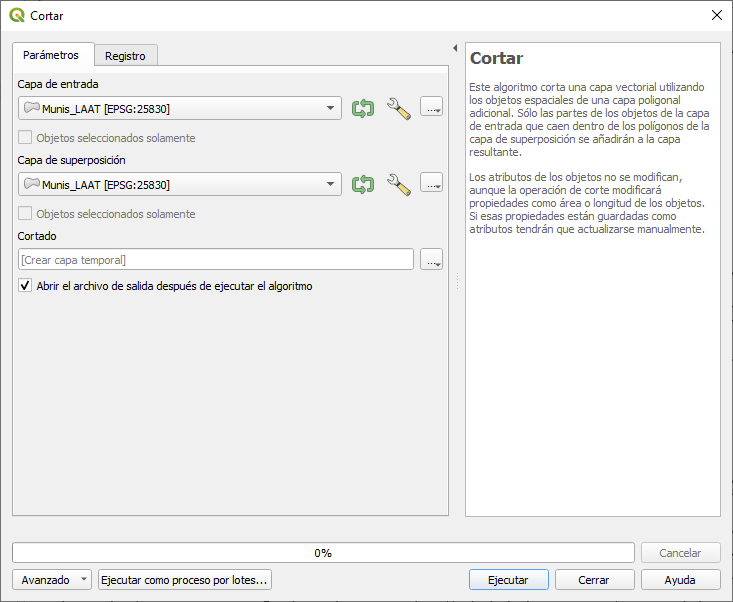 Cortar
Parámetros
Registro
Capa de entrada
Munis_LAAT [EPSG:25830]
...
Objetos seleccionados solamente
Capa de superposición
Munis_LAAT [EPSG:25830]
...
Objetos seleccionados solamente
Cortado
[Crear capa temporal]
...
Abrir el archivo de salida después de ejecutar el algoritmo
Cortar
Este algoritmo corta una capa vectorial utilizando
los objetos espaciales de una capa poligonal
adicional. Sólo las partes de los objetos de la capa
de entrada que caen dentro de los polígonos de la
capa de superposición se añadirán a la capa
resultante.
Los atributos de los objetos no se modifican,
aunque la operación de corte modificará
propiedades como área o longitud de los objetos.
Si esas propiedades están guardadas como
atributos tendrán que actualizarse manualmente.
0%
Cancelar
Avanzado
Ejecutar como proceso por lotes...
Ejecutar
Cerrar
Ayuda